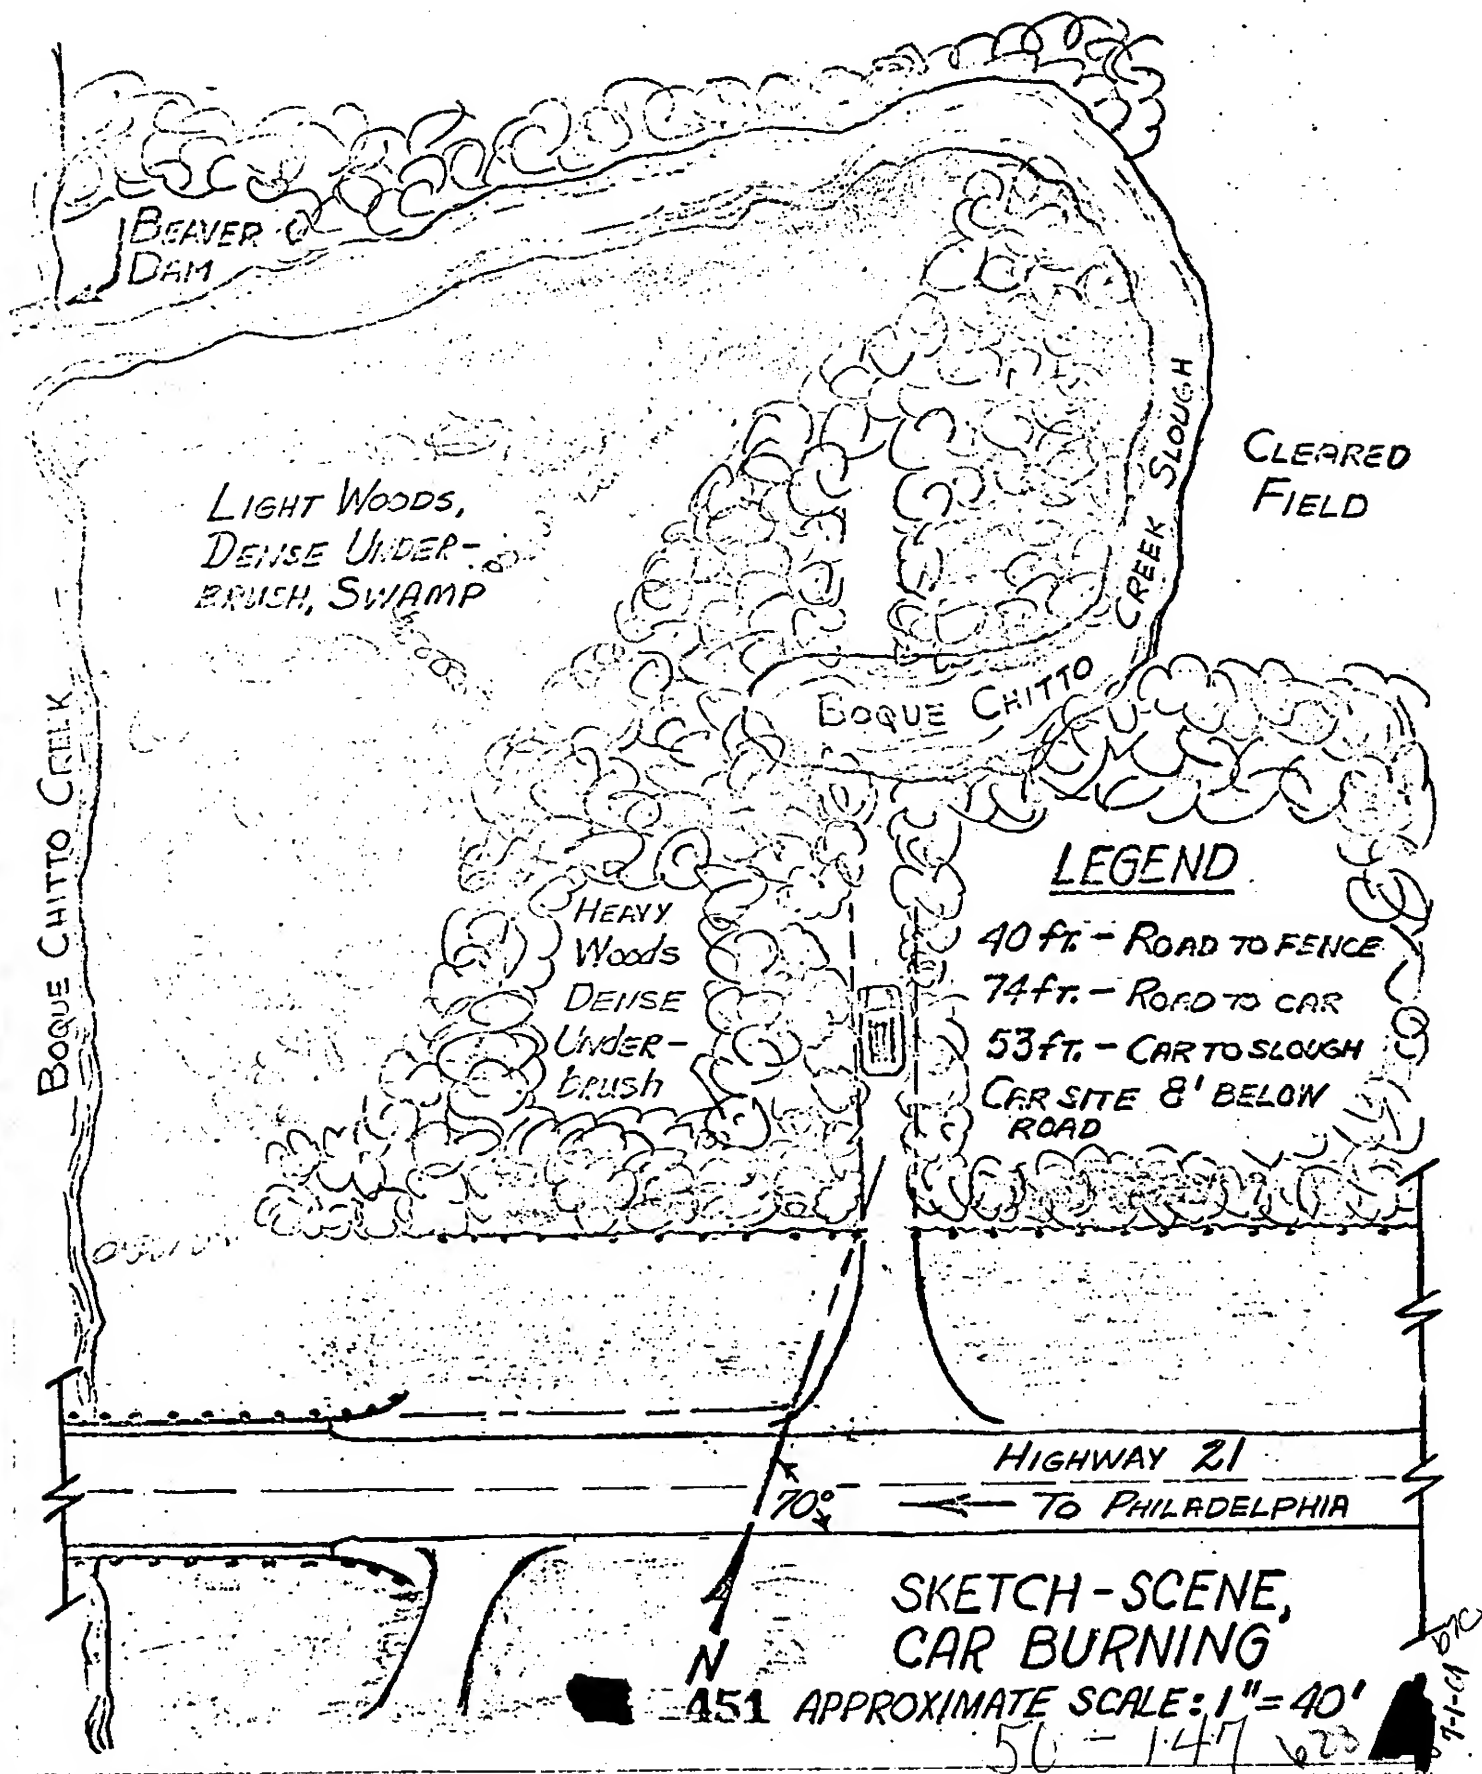 BEAVER
DAM
LIGHT WOODS,
DENSE UNDER-
BRUSH, SWAMP
CREEK SLOUGH
CLEARED
FIELD
BOQUE CHITTO
BOQUE CHITTO CREEK
HEAVY
Woods
DENSE
UNDER-
brush
LEGEND
40 ft. - ROAD TO FENCE
74 ft. - ROAD TO CAR
53 ft. - CAR TO SLOUGH
CAR SITE 8' BELOW
ROAD
HIGHWAY 21
70°
TO PHILADELPHIA
SKETCH-SCENE,
CAR BURNING
N
451 APPROXIMATE SCALE: 1"=40'
b7C